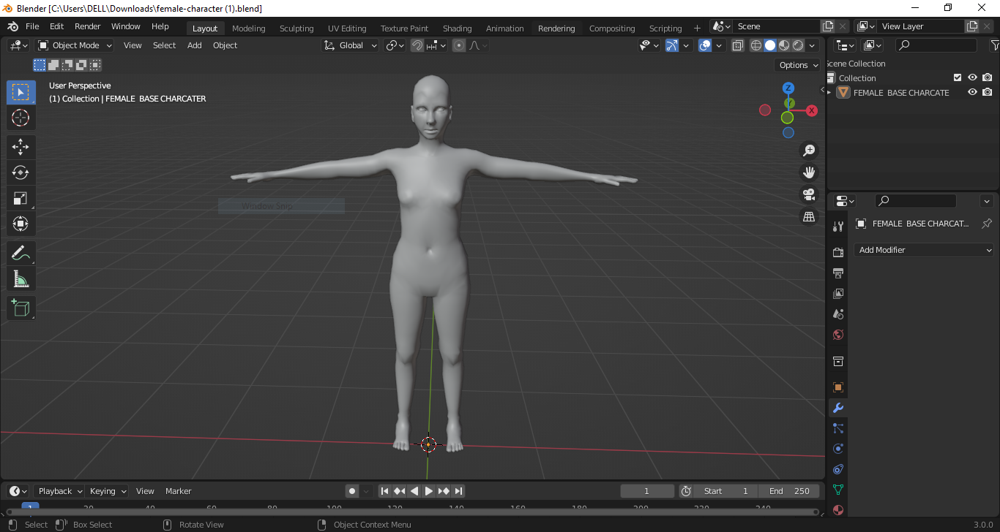 Blender [C:\Users\DELL\Downloads\female-character (1).blend]
File Edit Render Window Help Layout Modeling Sculpting UV Editing Texture Paint Shading Animation Rendering Compositing Scripting + Scene View Layer
Object Mode View Select Add Object Global
Options
User Perspective
(1) Collection | FEMALE BASE CHARCATER
Z
Y
X
Window Snip
Scene Collection
Collection
FEMALE BASE CHARCATE
FEMALE BASE CHARCAT...
Add Modifier
Playback Keying View Marker 1 Start 1 End 250
1 20 40 60 80 100 120 140 160 180 200 220 240
Select Box Select Rotate View Object Context Menu 3.0.0